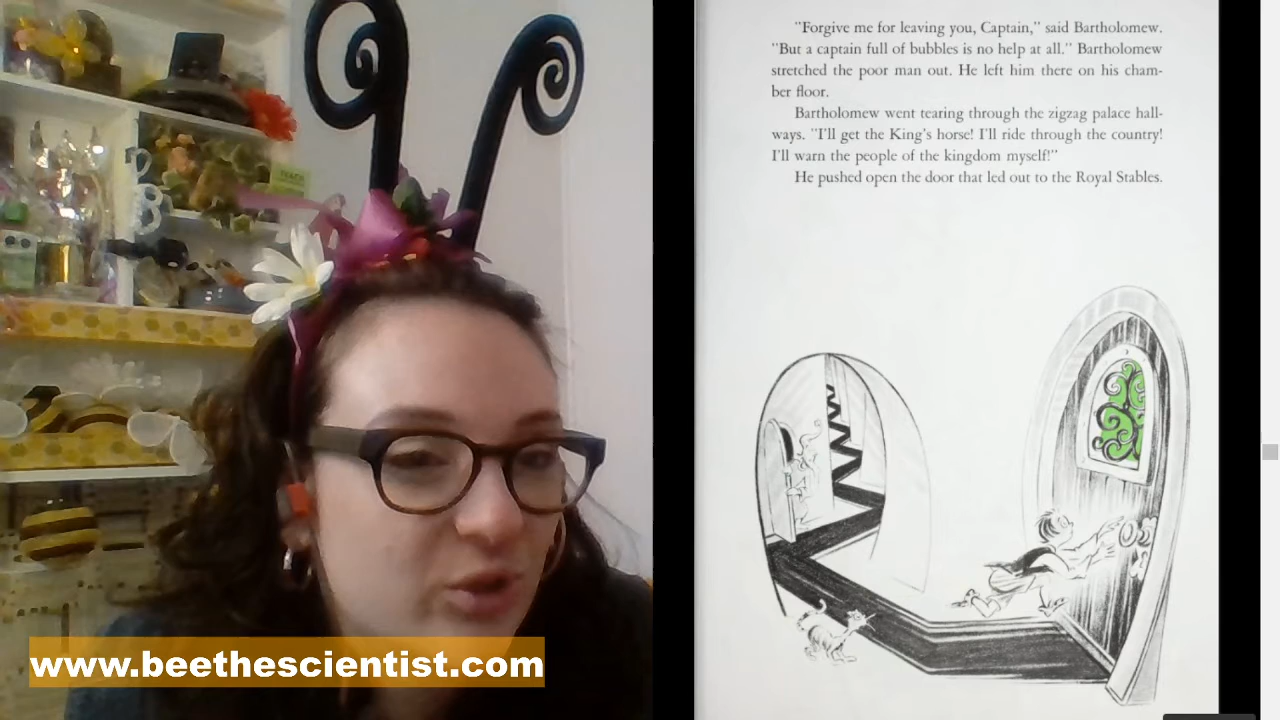 "Forgive me for leaving you, Captain," said Bartholomew.
"But a captain full of bubbles is no help at all." Bartholomew
stretched the poor man out. He left him there on his cham-
ber floor.
Bartholomew went tearing through the zigzag palace hall-
ways. "I'll get the King's horse! I'll ride through the country!
I'll warn the people of the kingdom myself!"
He pushed open the door that led out to the Royal Stables.
TEACH
www.beethescientist.com